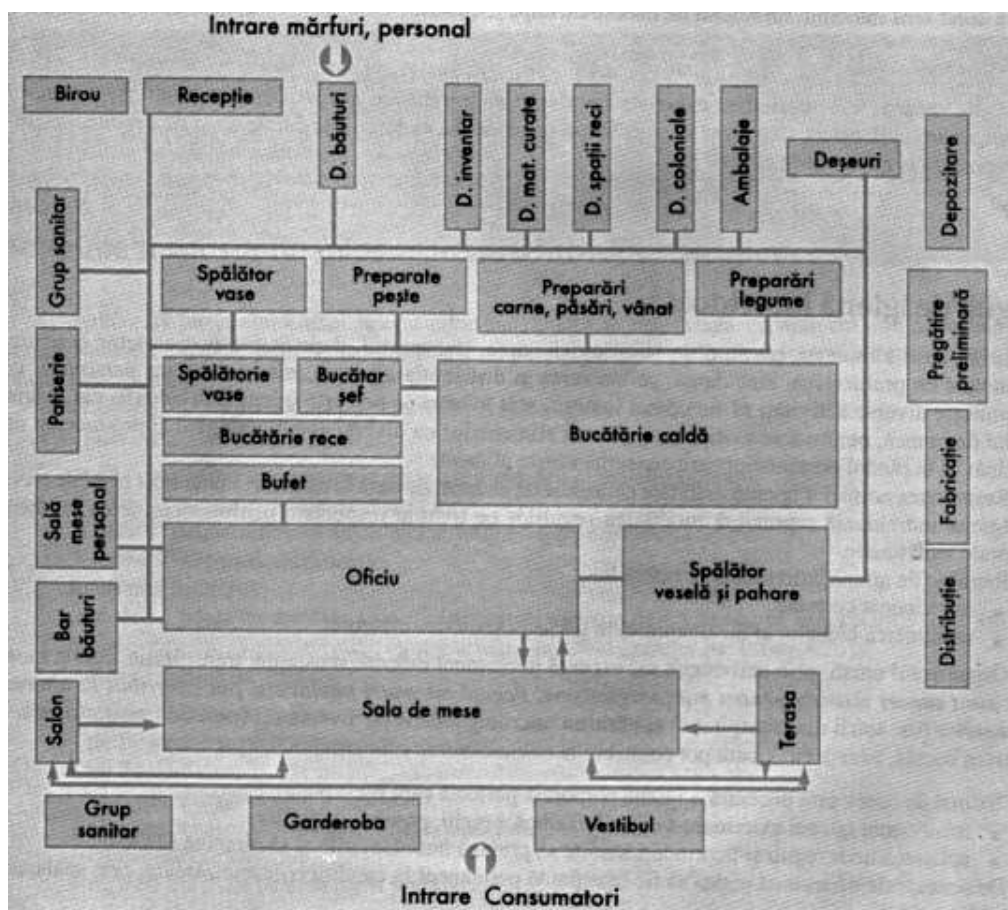 Intrare mărfuri, personal
Birou
Recepție
D. băuturi
D. inventar
D. mat. curate
D. spații reci
D. coloniale
Ambalaje
Deșeuri
Depozitare
Grup sanitar
Spălător
vase
Preparate
pește
Preparări
carne, păsări, vânat
Preparări
legume
Pregătire
preliminară
Patiserie
Spălătorie
vase
Bucătar
șef
Bucătărie rece
Bucătărie caldă
Bufet
Fabricație
Sală
mese
personal
Oficiu
Spălător
veselă și pahare
Distribuție
Bar
băuturi
Salon
Sala de mese
Terasa
Grup
sanitar
Garderoba
Vestibul
Intrare Consumatori